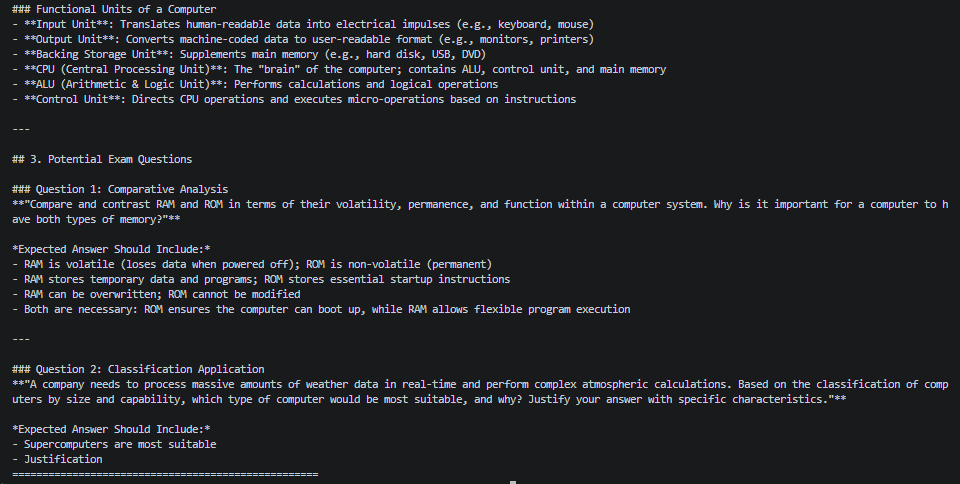 ### Functional Units of a Computer
- **Input Unit**: Translates human-readable data into electrical impulses (e.g., keyboard, mouse)
- **Output Unit**: Converts machine-coded data to user-readable format (e.g., monitors, printers)
- **Backing Storage Unit**: Supplements main memory (e.g., hard disk, USB, DVD)
- **CPU (Central Processing Unit)**: The "brain" of the computer; contains ALU, control unit, and main memory
- **ALU (Arithmetic & Logic Unit)**: Performs calculations and logical operations
- **Control Unit**: Directs CPU operations and executes micro-operations based on instructions
---
## 3. Potential Exam Questions
### Question 1: Comparative Analysis
**"Compare and contrast RAM and ROM in terms of their volatility, permanence, and function within a computer system. Why is it important for a computer to h
ave both types of memory?"**
*Expected Answer Should Include:*
- RAM is volatile (loses data when powered off); ROM is non-volatile (permanent)
- RAM stores temporary data and programs; ROM stores essential startup instructions
- RAM can be overwritten; ROM cannot be modified
- Both are necessary: ROM ensures the computer can boot up, while RAM allows flexible program execution
---
### Question 2: Classification Application
**"A company needs to process massive amounts of weather data in real-time and perform complex atmospheric calculations. Based on the classification of comp
uters by size and capability, which type of computer would be most suitable, and why? Justify your answer with specific characteristics."**
*Expected Answer Should Include:*
- Supercomputers are most suitable
- Justification
==================================================